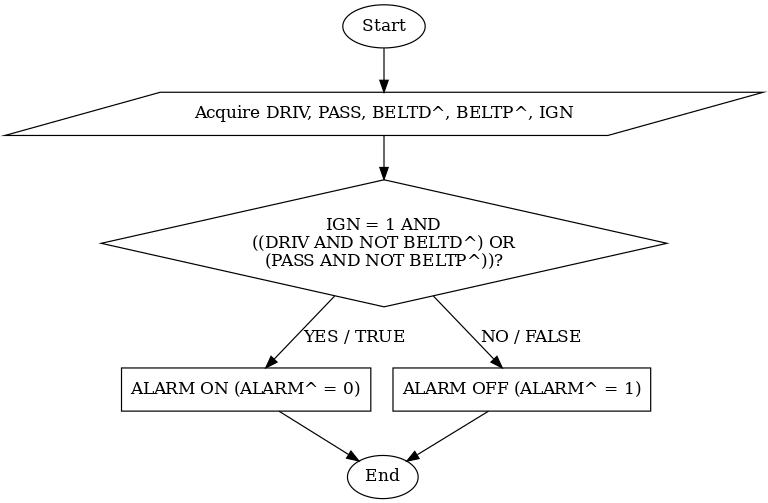 Start
Acquire DRIV, PASS, BELTD^, BELTP^, IGN
IGN = 1 AND
((DRIV AND NOT BELTD^) OR
(PASS AND NOT BELTP^))?
YES / TRUE
NO / FALSE
ALARM ON (ALARM^ = 0)
ALARM OFF (ALARM^ = 1)
End